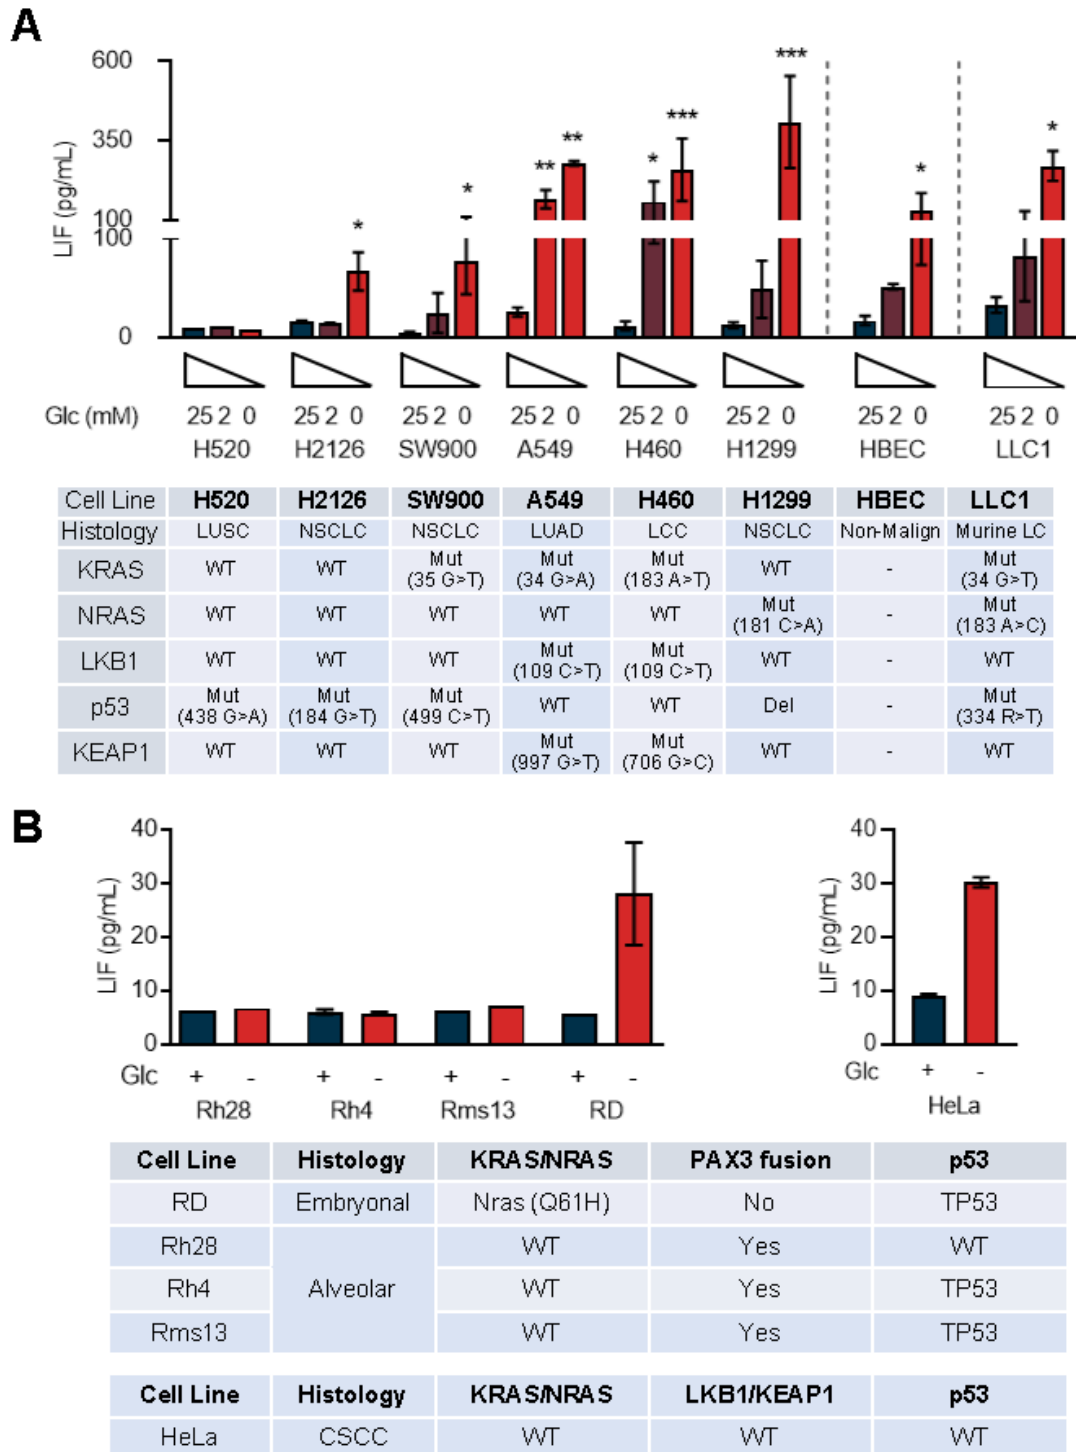 A
LIF (pg/mL)
600
350
100
100
0
* * ** ** * *** *** * *
Glc (mM) 25 2 0 25 2 0 25 2 0 25 2 0 25 2 0 25 2 0 25 2 0 25 2 0
H520 H2126 SW900 A549 H460 H1299 HBEC LLC1
Cell Line H520 H2126 SW900 A549 H460 H1299 HBEC LLC1
Histology LUSC NSCLC NSCLC LUAD LCC NSCLC Non-Malign Murine LC
KRAS WT WT Mut (35 G>T) Mut (34 G>A) Mut (183 A>T) WT - Mut (34 G>T)
NRAS WT WT WT WT WT Mut (181 C>A) - Mut (183 A>C)
LKB1 WT WT WT Mut (109 C>T) Mut (109 C>T) WT - WT
p53 Mut (438 G>A) Mut (184 G>T) Mut (499 C>T) WT WT Del - Mut (334 R>T)
KEAP1 WT WT WT Mut (997 G>T) Mut (706 G>C) WT - WT
B
LIF (pg/mL)
40
30
20
10
0
Glc + - + - + - + -
Rh28 Rh4 Rms13 RD
LIF (pg/mL)
40
30
20
10
0
Glc + -
HeLa
Cell Line Histology KRAS/NRAS PAX3 fusion p53
RD Embryonal Nras (Q61H) No TP53
Rh28 WT Yes WT
Rh4 Alveolar WT Yes TP53
Rms13 WT Yes TP53
Cell Line Histology KRAS/NRAS LKB1/KEAP1 p53
HeLa CSCC WT WT WT